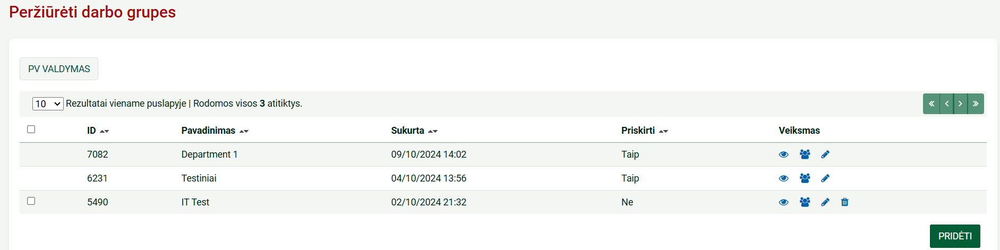 Peržiūrėti darbo grupes
PV VALDYMAS
10 Rezultatai viename puslapyje | Rodomos visos 3 atitiktys.
ID Pavadinimas Sukurta Priskirti Veiksmas
7082 Department 1 09/10/2024 14:02 Taip
6231 Testiniai 04/10/2024 13:56 Taip
5490 IT Test 02/10/2024 21:32 Ne
PRIDĖTI